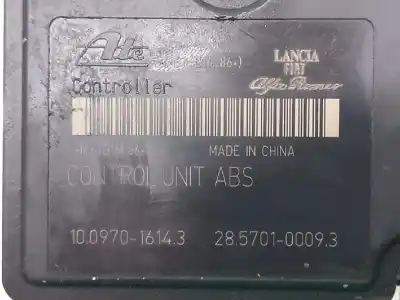 Ate
LANCIA
FIAT
Alfa Romeo
Controller
MADE IN CHINA
CONTROL UNIT ABS
10.0970-1614.3 28.5701-0009.3